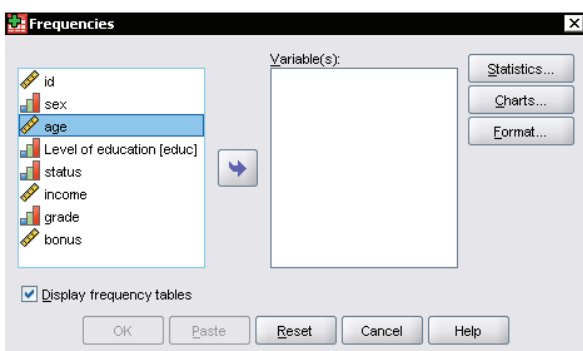 Frequencies
Variable(s):
id
sex
age
Level of education [educ]
status
income
grade
bonus
Statistics...
Charts...
Format...
Display frequency tables
OK
Paste
Reset
Cancel
Help